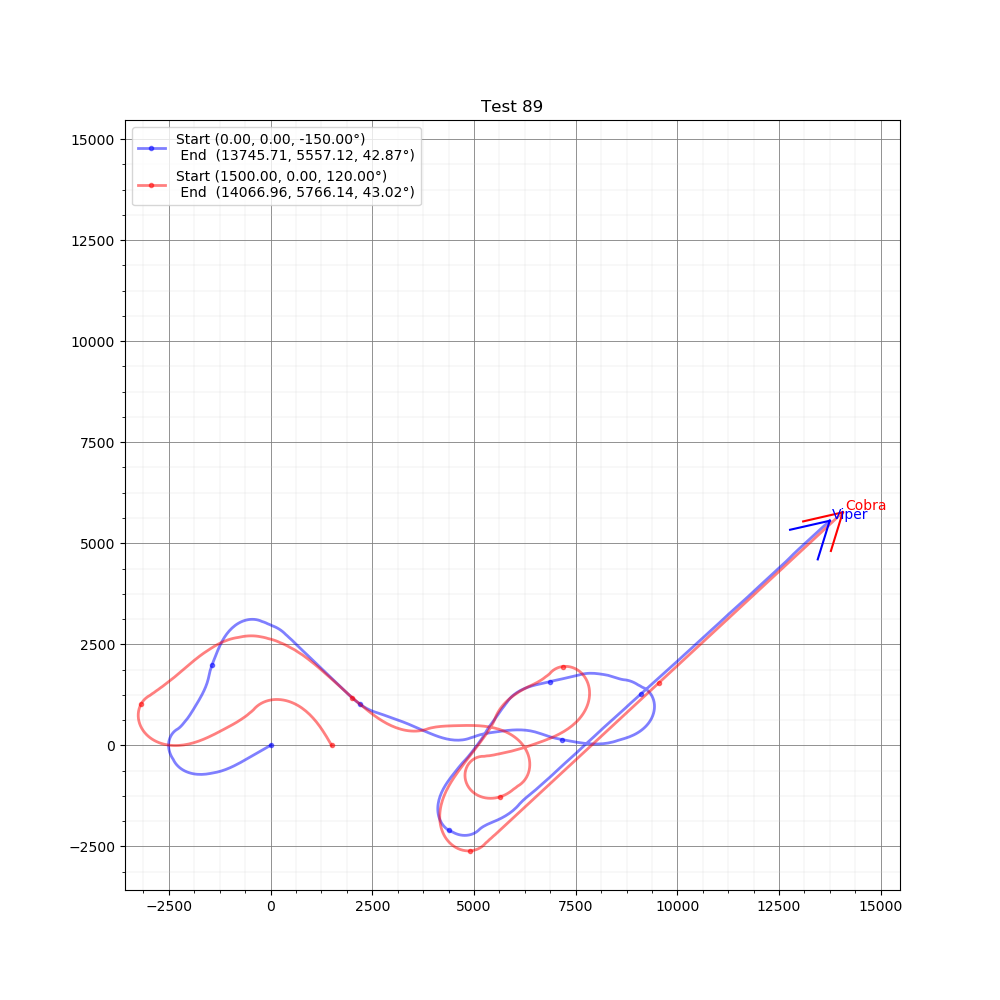 Test 89
Start (0.00, 0.00, -150.00°)
End (13745.71, 5557.12, 42.87°)
Start (1500.00, 0.00, 120.00°)
End (14066.96, 5766.14, 43.02°)
15000
12500
10000
7500
5000
2500
0
−2500
Cobra
Viper
−2500 0 2500 5000 7500 10000 12500 15000